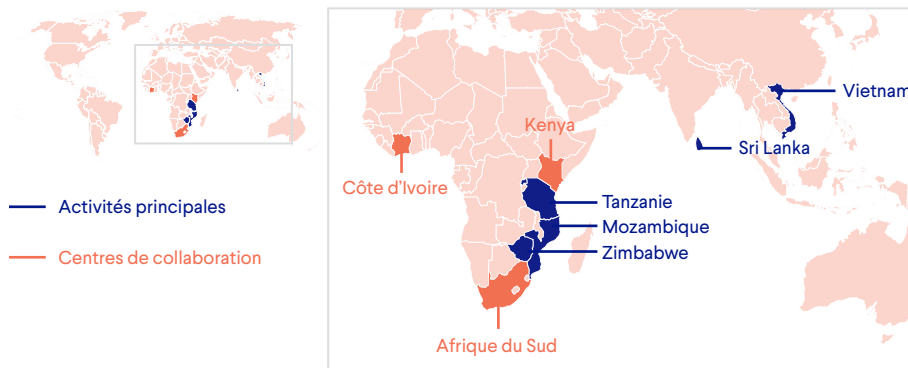 Activités principales
Centres de collaboration
Côte d'Ivoire
Kenya
Vietnam
Sri Lanka
Tanzanie
Mozambique
Zimbabwe
Afrique du Sud